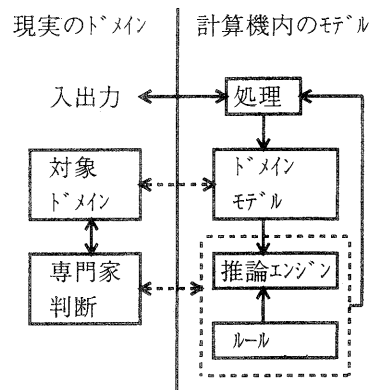 現実のﾄﾞﾒｲﾝ
計算機内のﾓﾃﾞﾙ
入出力
処理
対象
ﾄﾞﾒｲﾝ
ﾄﾞﾒｲﾝ
ﾓﾃﾞﾙ
専門家
判断
推論ｴﾝｼﾞﾝ
ﾙｰﾙ